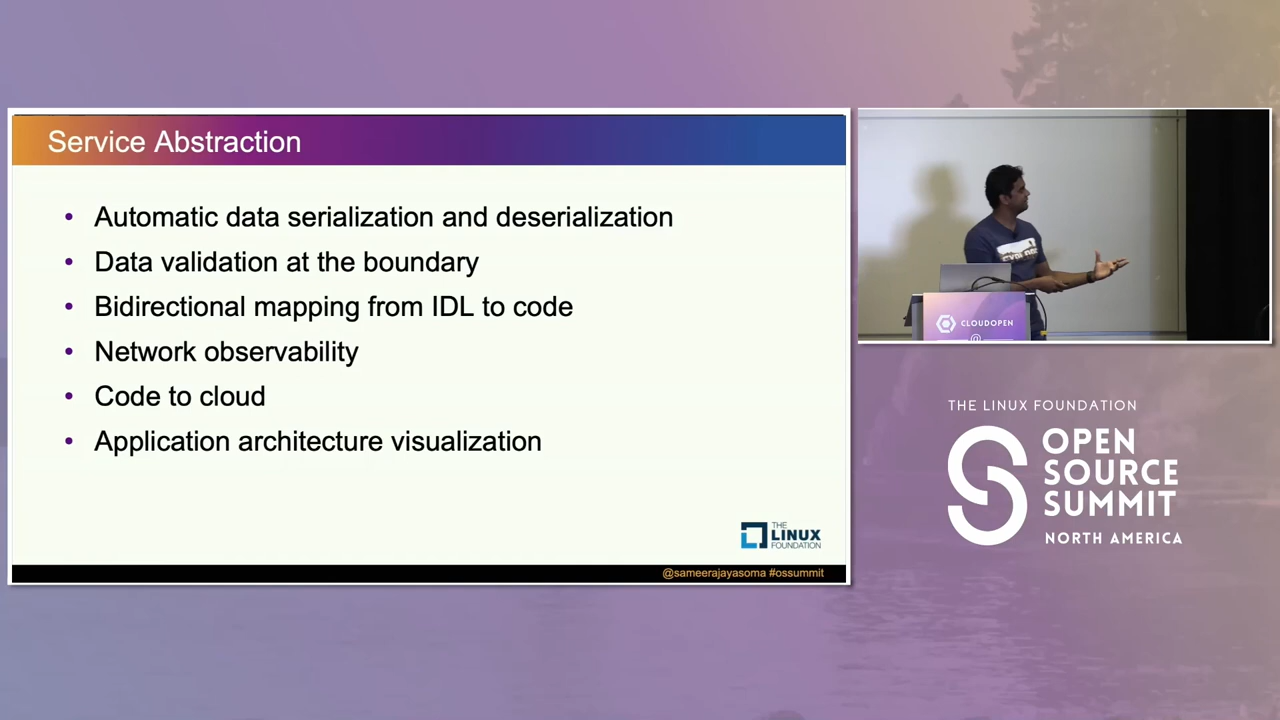 Service Abstraction
• Automatic data serialization and deserialization
• Data validation at the boundary
• Bidirectional mapping from IDL to code
• Network observability
• Code to cloud
• Application architecture visualization
THE
LINUX
FOUNDATION
@sameerajayasoma #ossummit
CLOUDOPEN
THE LINUX FOUNDATION
OPEN
SOURCE
SUMMIT
NORTH AMERICA